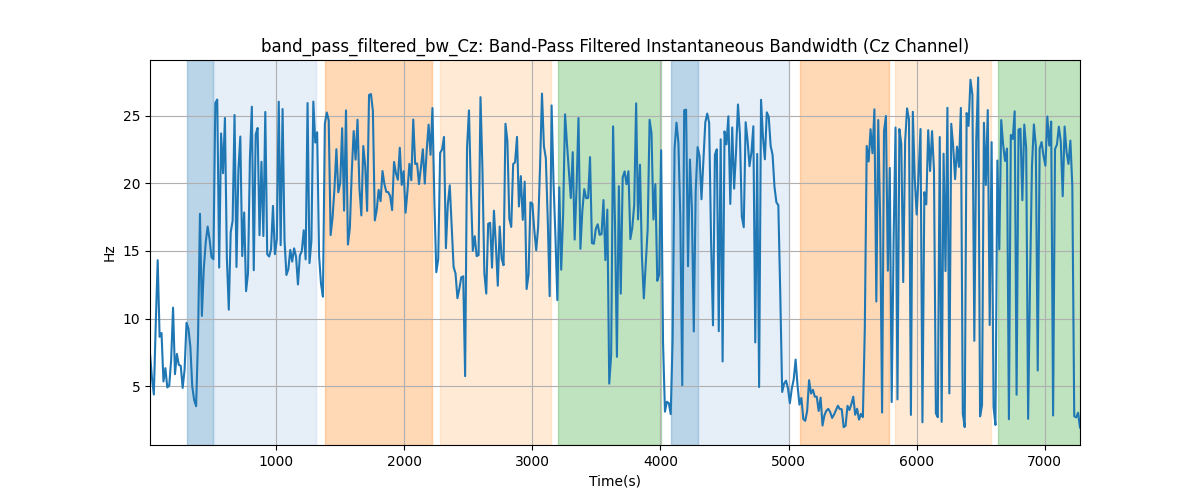 band_pass_filtered_bw_Cz: Band-Pass Filtered Instantaneous Bandwidth (Cz Channel)
25
20
15
10
5
Hz
1000 2000 3000 4000 5000 6000 7000
Time(s)